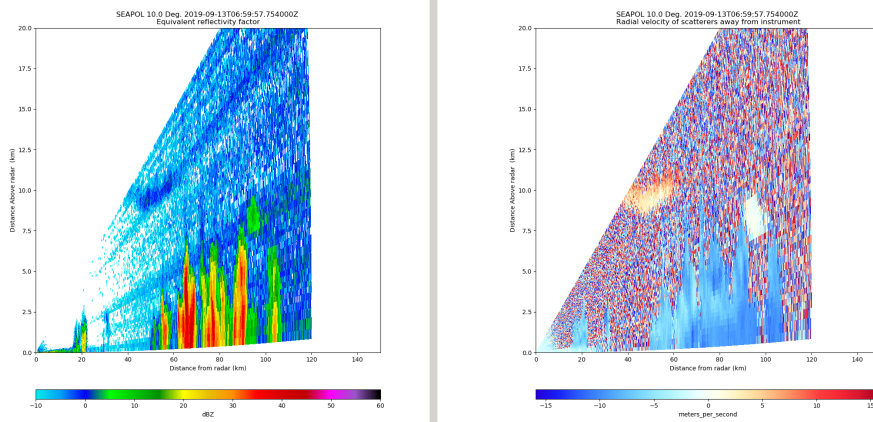 SEAPOL 10.0 Deg. 2019-09-13T06:59:57.754000Z
Equivalent reflectivity factor
20.0
17.5
15.0
12.5
10.0
7.5
5.0
2.5
0.0
Distance Above radar (km)
0 20 40 60 80 100 120 140
Distance from radar (km)
−10 0 10 20 30 40 50 60
dBZ
SEAPOL 10.0 Deg. 2019-09-13T06:59:57.754000Z
Radial velocity of scatterers away from instrument
20.0
17.5
15.0
12.5
10.0
7.5
5.0
2.5
0.0
Distance Above radar (km)
0 20 40 60 80 100 120 140
Distance from radar (km)
−15 −10 −5 0 5 10 15
meters_per_second